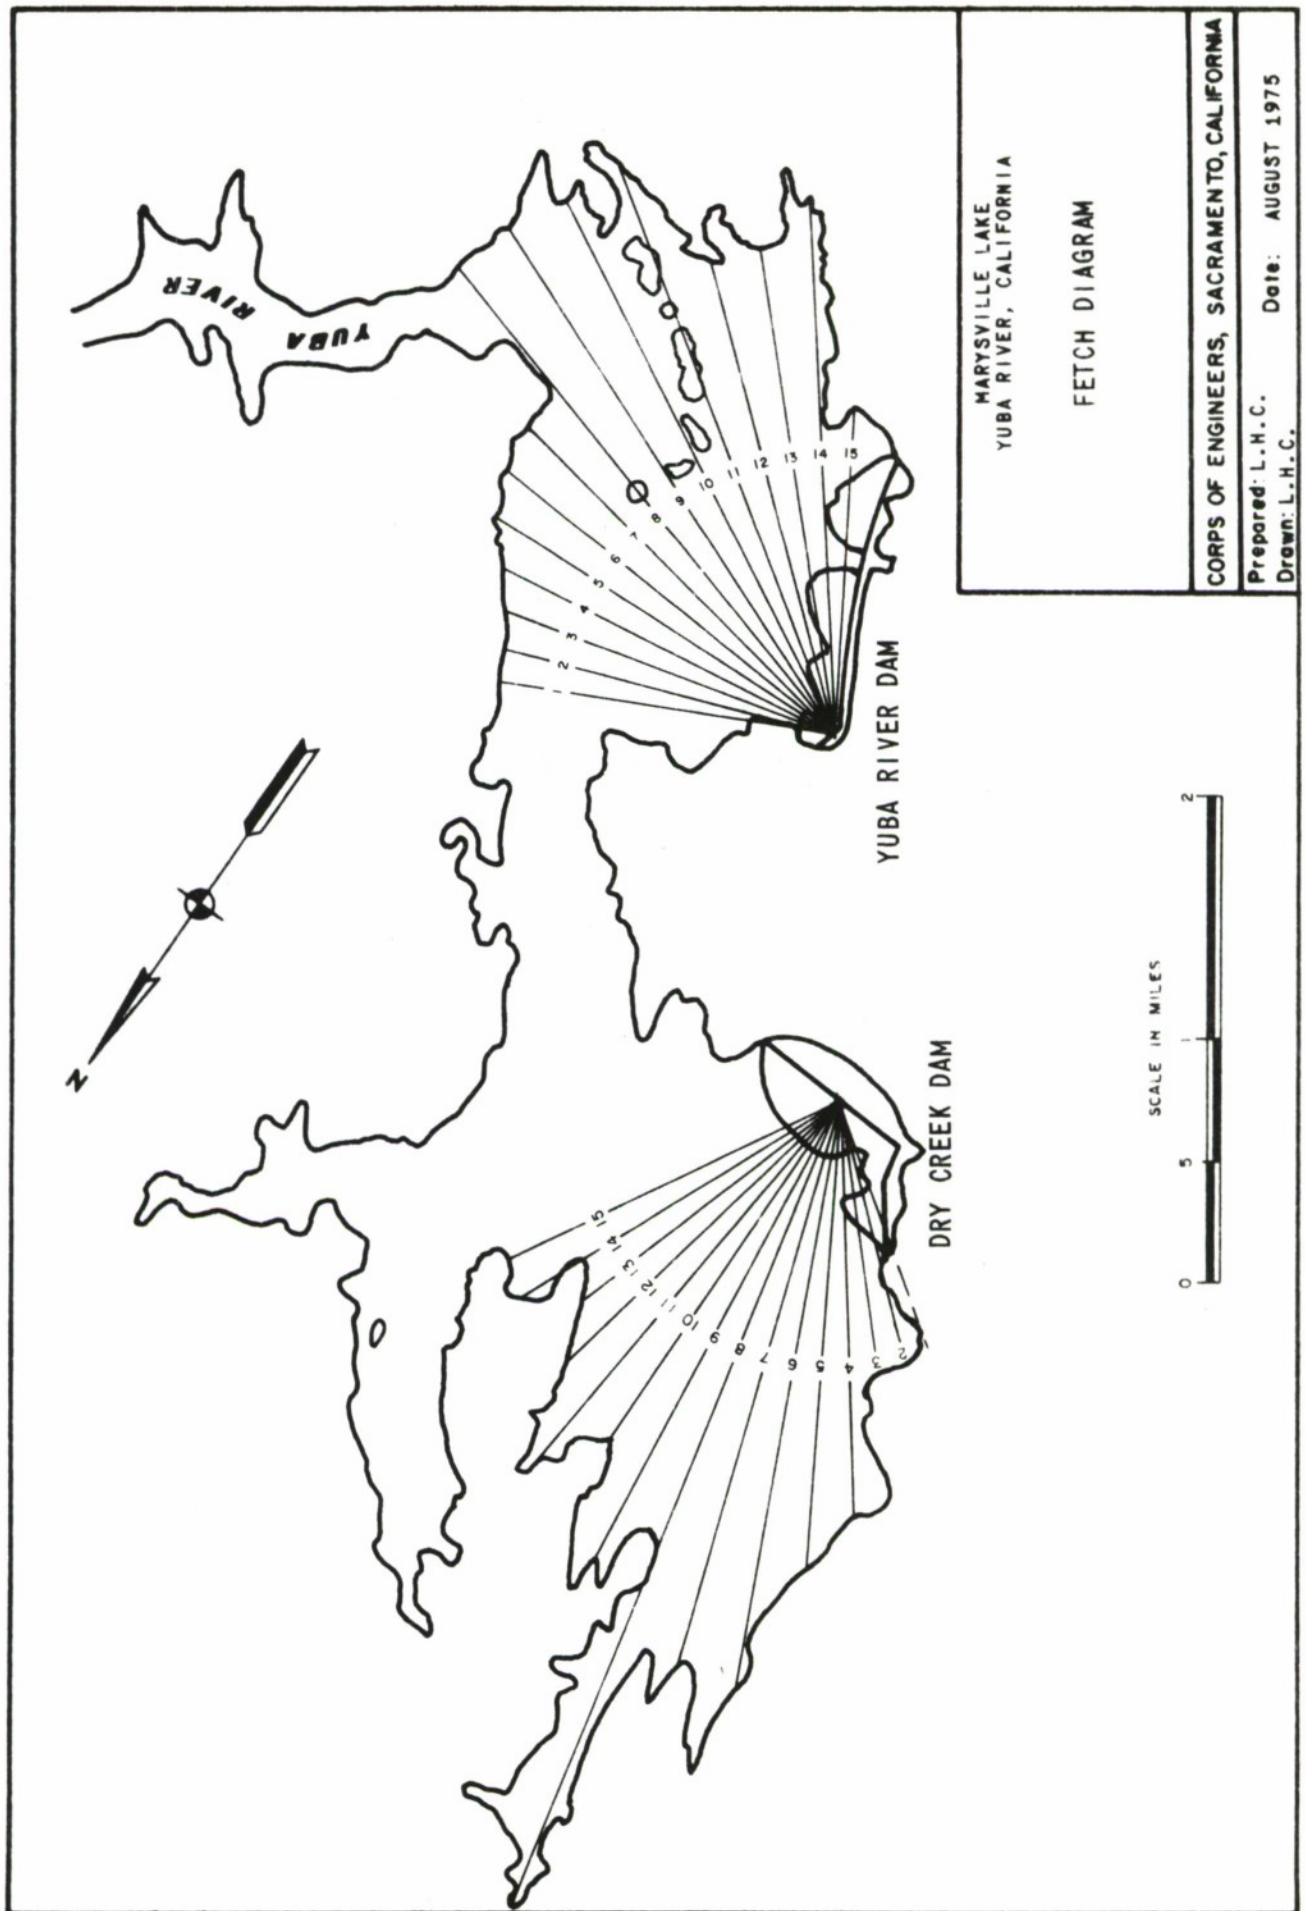 YUBA
RIVER
N
1
2
3
4
5
6
7
8
9
10
11
12
13
14
15
YUBA RIVER DAM
15
14
13
12
11
10
9
8
7
6
5
4
3
2
DRY CREEK DAM
SCALE IN MILES
0
5
1
2
MARYSVILLE LAKE
YUBA RIVER, CALIFORNIA
FETCH DIAGRAM
CORPS OF ENGINEERS, SACRAMENTO, CALIFORNIA
Prepared: L.H.C.
Date: AUGUST 1975
Drawn: L.H.C.